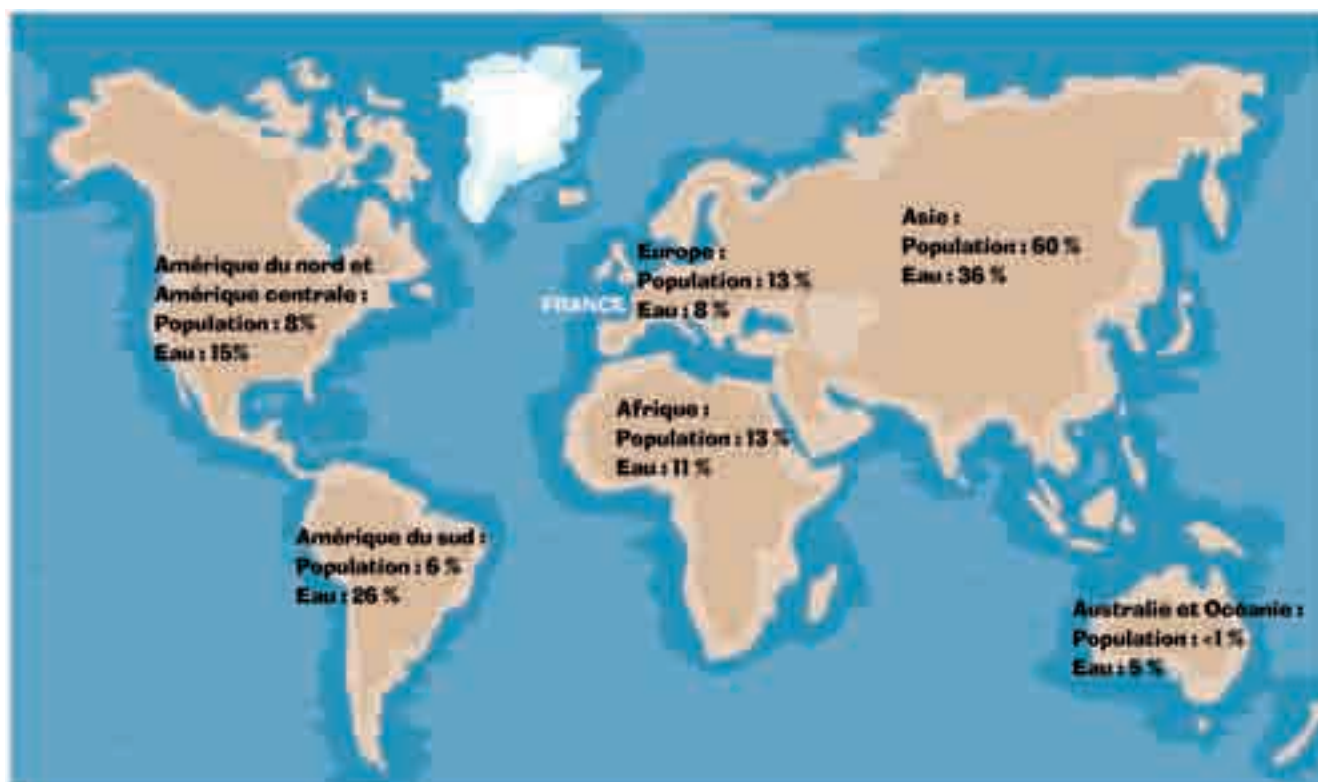 Amérique du nord et
Amérique centrale :
Population : 8%
Eau : 15%
Amérique du sud :
Population : 6 %
Eau : 26 %
FRANCE
Europe :
Population : 13 %
Eau : 8 %
Afrique :
Population : 13 %
Eau : 11 %
Asie :
Population : 60 %
Eau : 36 %
Australie et Océanie :
Population : <1 %
Eau : 5 %